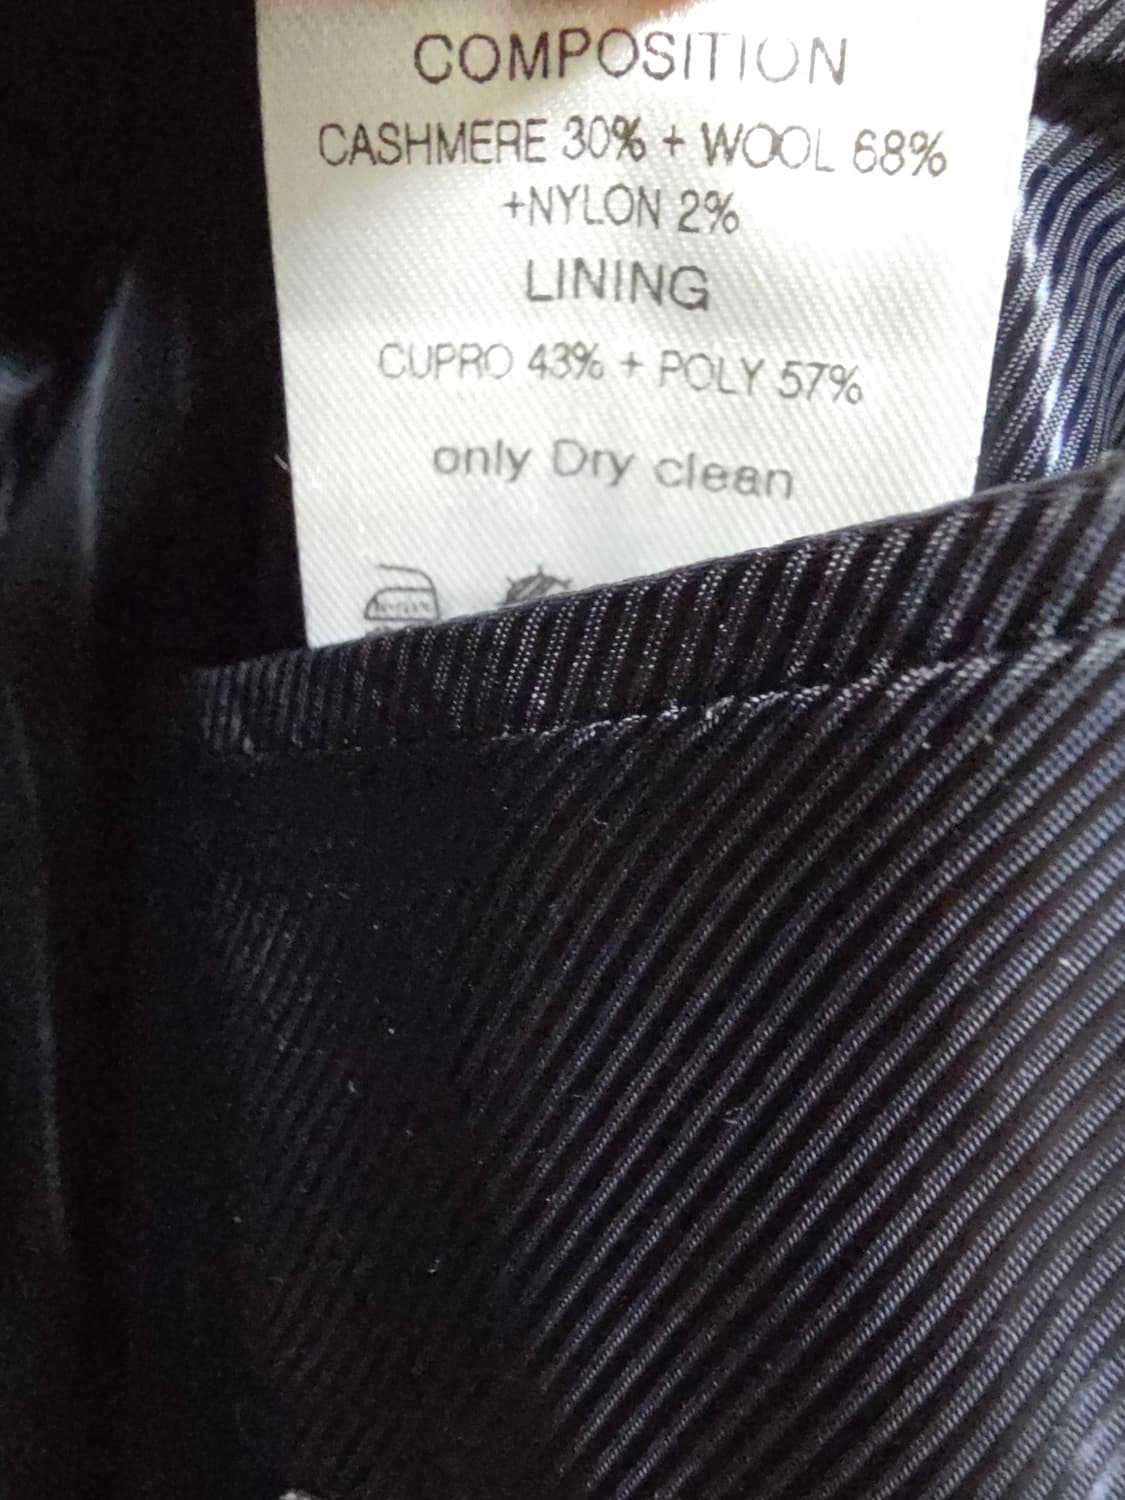 COMPOSITION
CASHMERE 30% + WOOL 68%
+NYLON 2%
LINING
CUPRO 43% + POLY 57%
only Dry clean